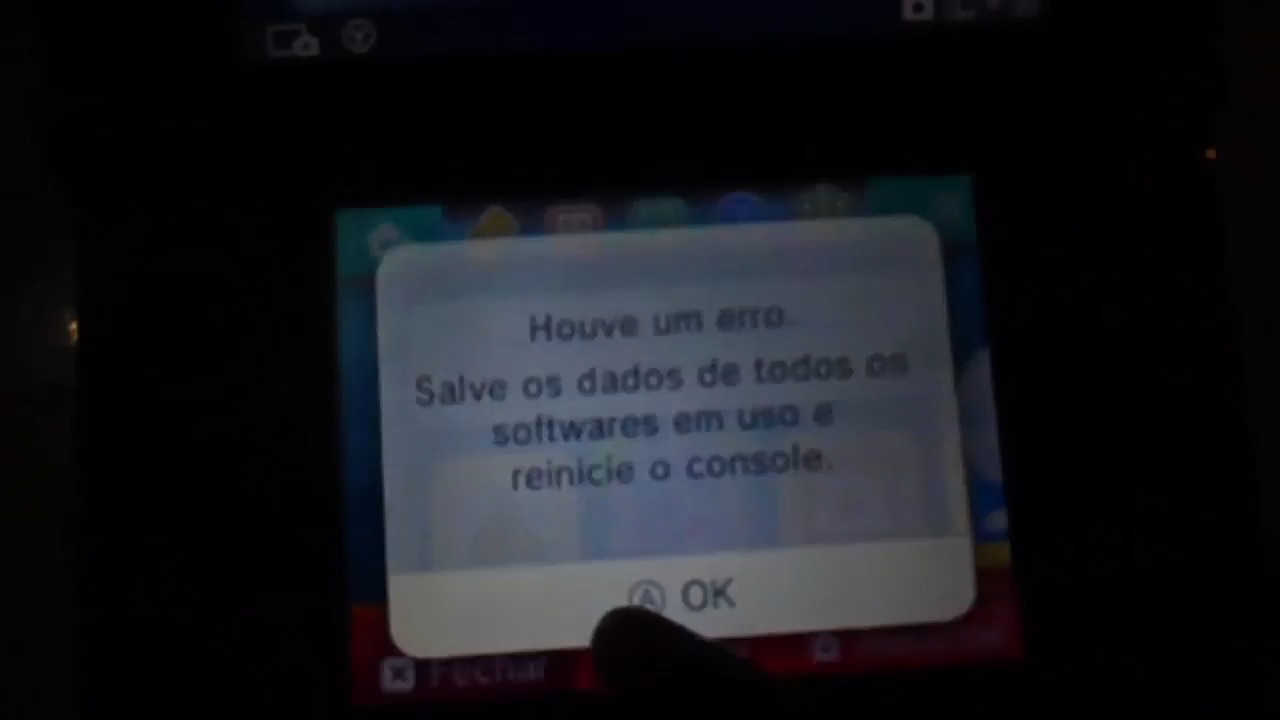 Houve um erro.
Salve os dados de todos os
softwares em uso e
reinicie o console.
Ⓐ OK
Fechar